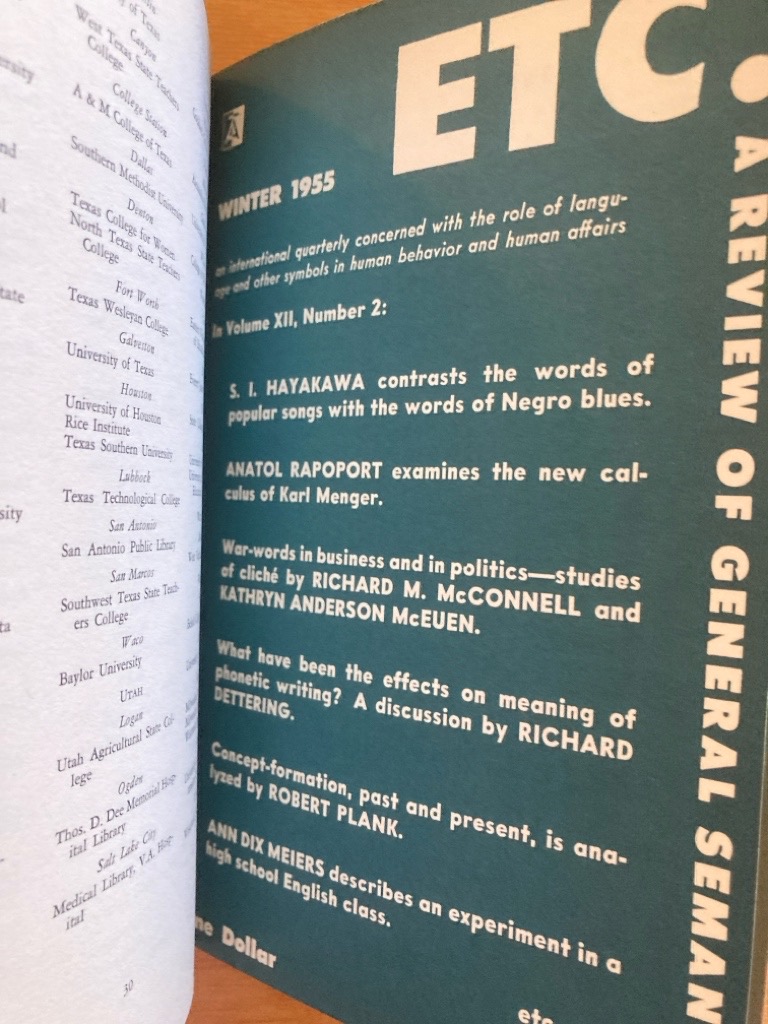 of Texas
Canyon
West Texas State Teachers
College
College Station
A & M College of Texas
Dallas
Southern Methodist University
Denton
Texas College for Women
North Texas State Teachers
College
Fort Worth
Texas Wesleyan College
Galveston
University of Texas
Houston
University of Houston
Rice Institute
Texas Southern University
Lubbock
Texas Technological College
San Antonio
San Antonio Public Library
San Marcos
Southwest Texas State Teach-
ers College
Waco
Baylor University
UTAH
Logan
Utah Agricultural State Col-
lege
Ogden
Thos. D. Dee Memorial Hosp-
ital Library
Salt Lake City
Medical Library, V.A. Hosp-
ital
30
ETC.
A REVIEW OF GENERAL SEMAN
WINTER 1955
an international quarterly concerned with the role of langu-
age and other symbols in human behavior and human affairs
In Volume XII, Number 2:
S. I. HAYAKAWA contrasts the words of
popular songs with the words of Negro blues.
ANATOL RAPOPORT examines the new cal-
culus of Karl Menger.
War-words in business and in politics—studies
of cliché by RICHARD M. McCONNELL and
KATHRYN ANDERSON McEUEN.
What have been the effects on meaning of
phonetic writing? A discussion by RICHARD
DETTERING.
Concept-formation, past and present, is ana-
lyzed by ROBERT PLANK.
ANN DIX MEIERS describes an experiment in a
high school English class.
ne Dollar
etc